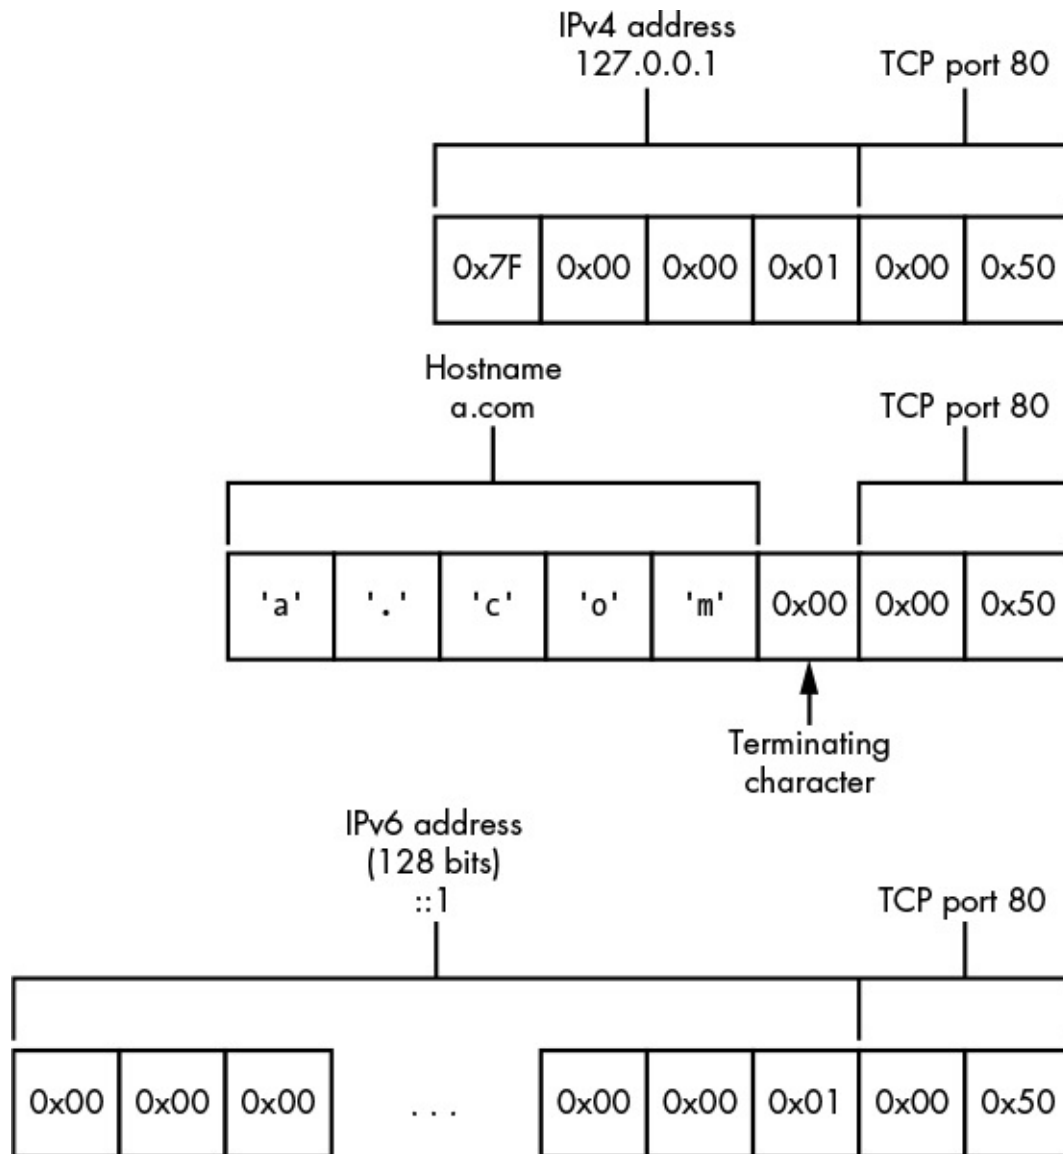 IPv4 address
127.0.0.1
TCP port 80
0x7F 0x00 0x00 0x01 0x00 0x50
Hostname
a.com
TCP port 80
'a' '.' 'c' 'o' 'm' 0x00 0x00 0x50
Terminating
character
IPv6 address
(128 bits)
::1
TCP port 80
0x00 0x00 0x00 ... 0x00 0x00 0x01 0x00 0x50